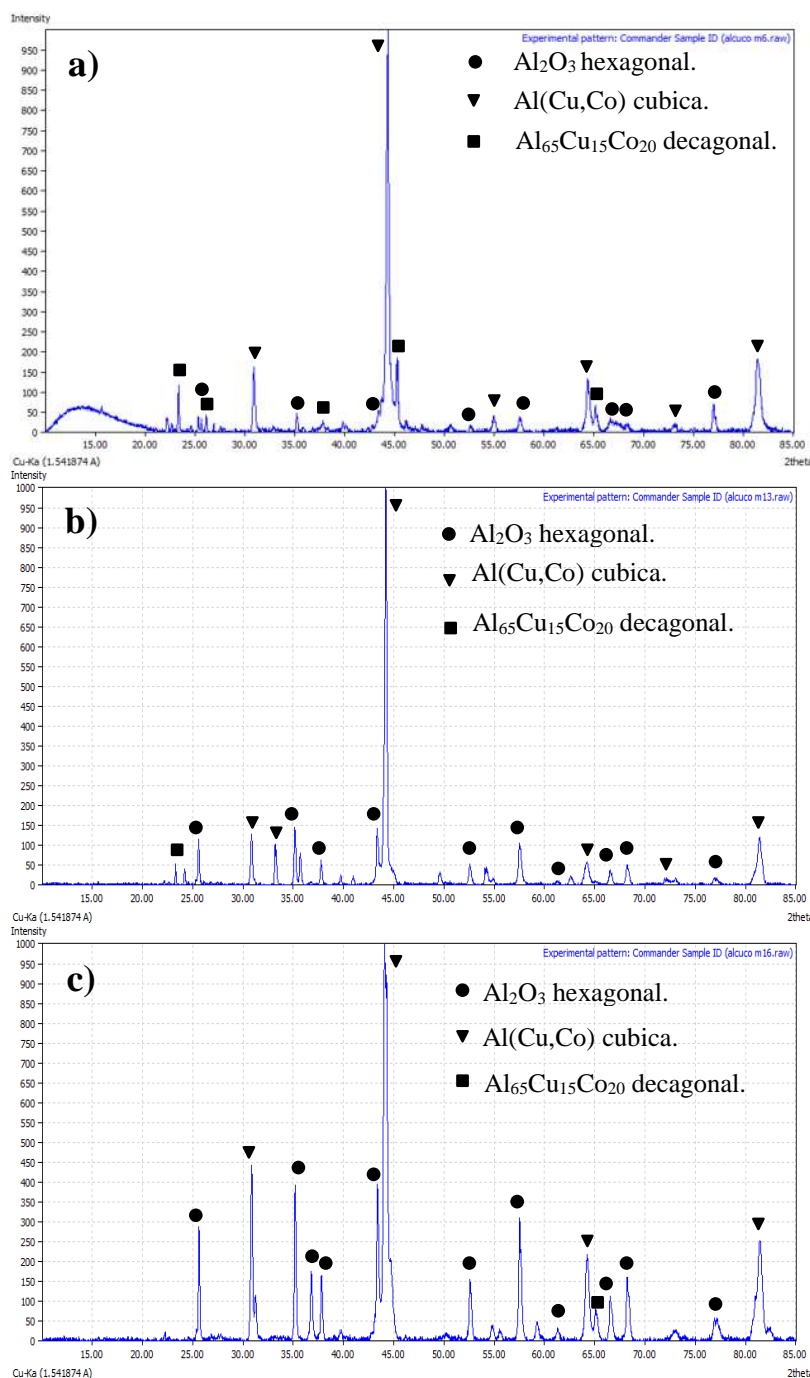 Intensity
Experimental pattern: Commander Sample ID (alcuco m6.raw)
a)
Al₂O₃ hexagonal.
Al(Cu,Co) cubica.
Al₆₅Cu₁₅Co₂₀ decagonal.
950
900
850
800
750
700
650
600
550
500
450
400
350
300
250
200
150
100
50
0
15.00 20.00 25.00 30.00 35.00 40.00 45.00 50.00 55.00 60.00 65.00 70.00 75.00 80.00 85.00
Cu-Ka (1.541874 A) 2theta
Intensity
Experimental pattern: Commander Sample ID (alcuco m13.raw)
b)
Al₂O₃ hexagonal.
Al(Cu,Co) cubica.
Al₆₅Cu₁₅Co₂₀ decagonal.
1000
950
900
850
800
750
700
650
600
550
500
450
400
350
300
250
200
150
100
50
0
15.00 20.00 25.00 30.00 35.00 40.00 45.00 50.00 55.00 60.00 65.00 70.00 75.00 80.00 85.00
Cu-Ka (1.541874 A) 2theta
Intensity
Experimental pattern: Commander Sample ID (alcuco m16.raw)
c)
Al₂O₃ hexagonal.
Al(Cu,Co) cubica.
Al₆₅Cu₁₅Co₂₀ decagonal.
1000
950
900
850
800
750
700
650
600
550
500
450
400
350
300
250
200
150
100
50
0
15.00 20.00 25.00 30.00 35.00 40.00 45.00 50.00 55.00 60.00 65.00 70.00 75.00 80.00 85.00
Cu-Ka (1.541874 A) 2theta